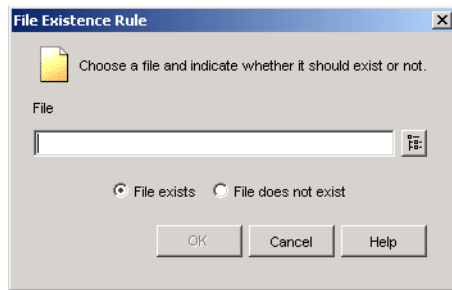 File Existence Rule
Choose a file and indicate whether it should exist or not.
File
File exists File does not exist
OK Cancel Help